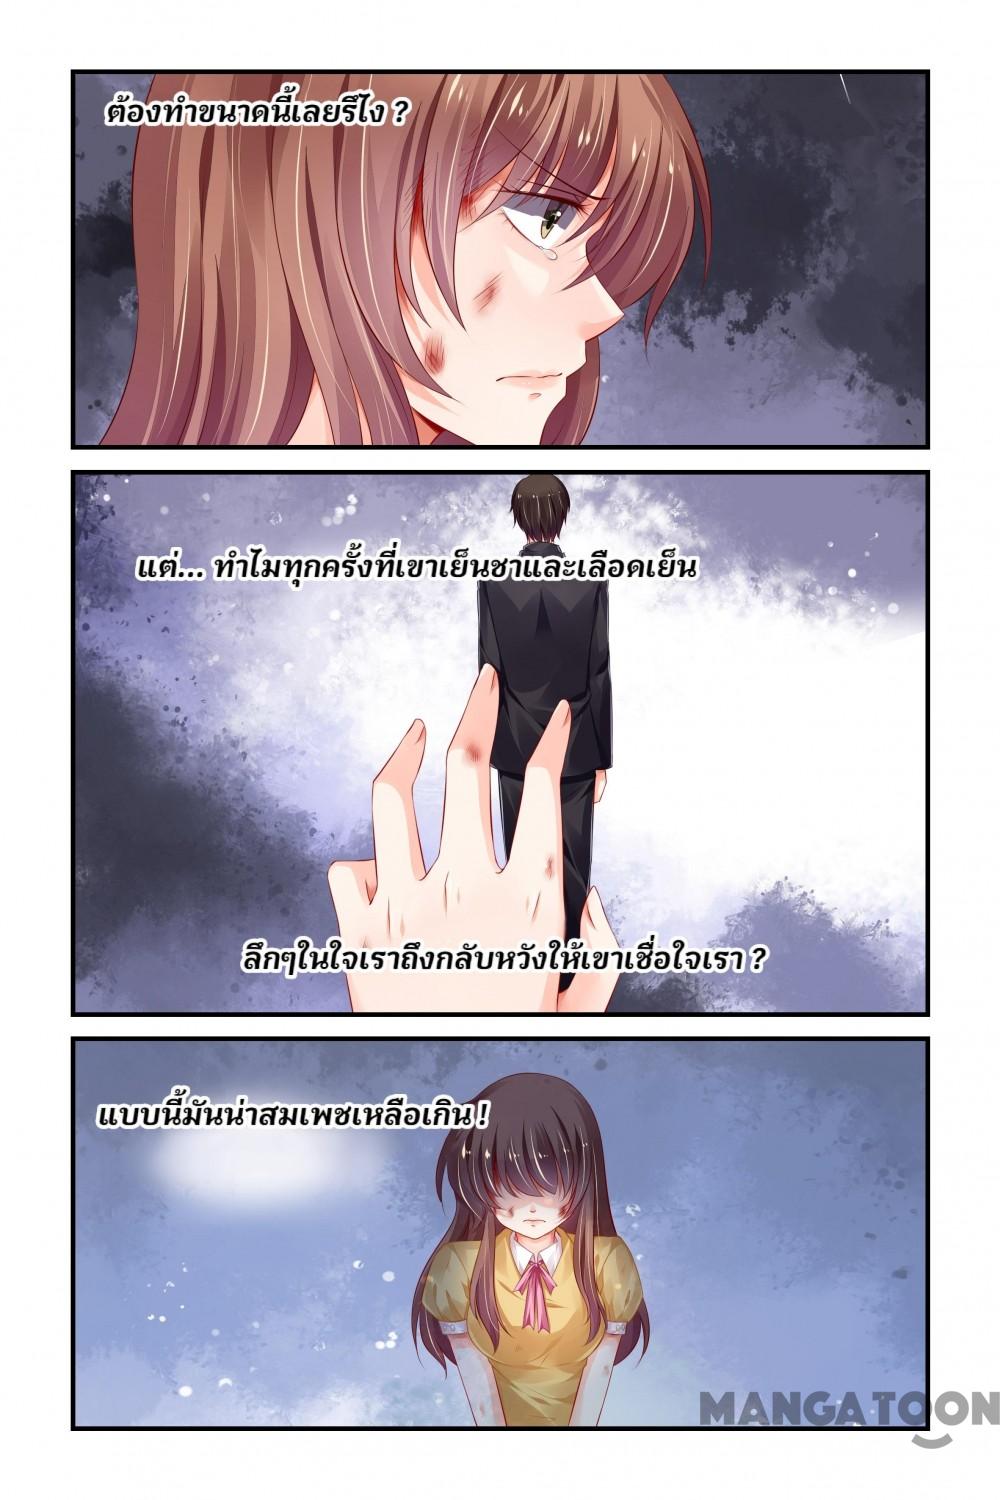 ต้องทำขนาดนี้เลยรึไง ?
แต่... ทำไมทุกครั้งที่เขาเย็นชาและเลือดเย็น
ลึกๆในใจเราถึงกลับหวังให้เขาเชื่อใจเรา ?
แบบนี้มันน่าสมเพชเหลือเกิน !
MANGATOON